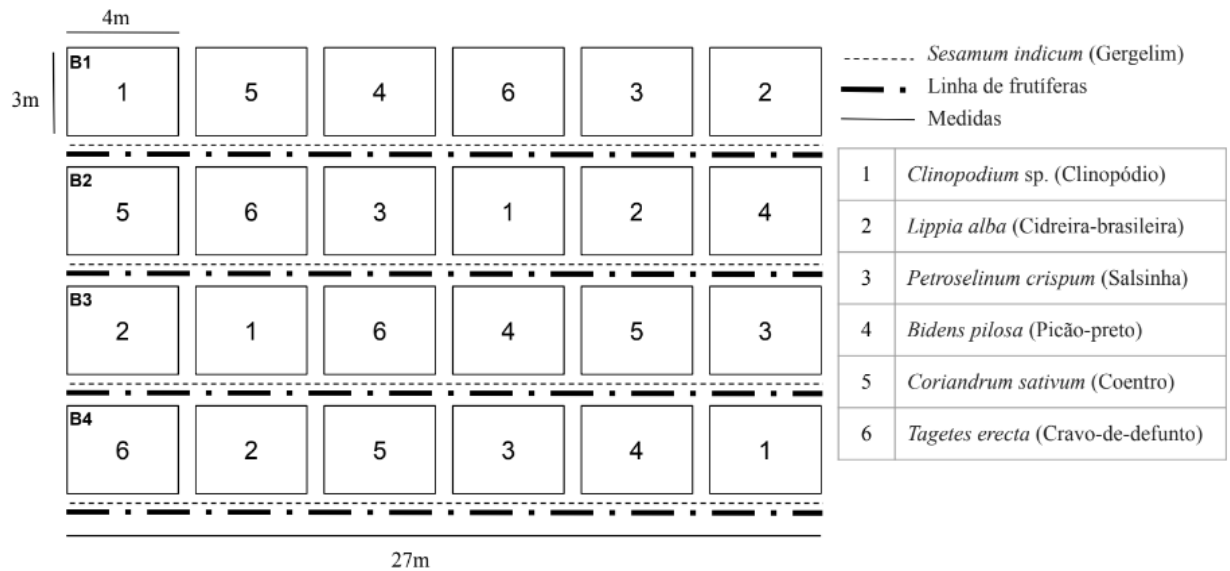 4m
3m
B1
1 5 4 6 3 2
B2
5 6 3 1 2 4
B3
2 1 6 4 5 3
B4
6 2 5 3 4 1
27m
Sesamum indicum (Gergelim)
Linha de frutíferas
Medidas
1 Clinopodium sp. (Clinopódio)
2 Lippia alba (Cidreira-brasileira)
3 Petroselinum crispum (Salsinha)
4 Bidens pilosa (Picão-preto)
5 Coriandrum sativum (Coentro)
6 Tagetes erecta (Cravo-de-defunto)